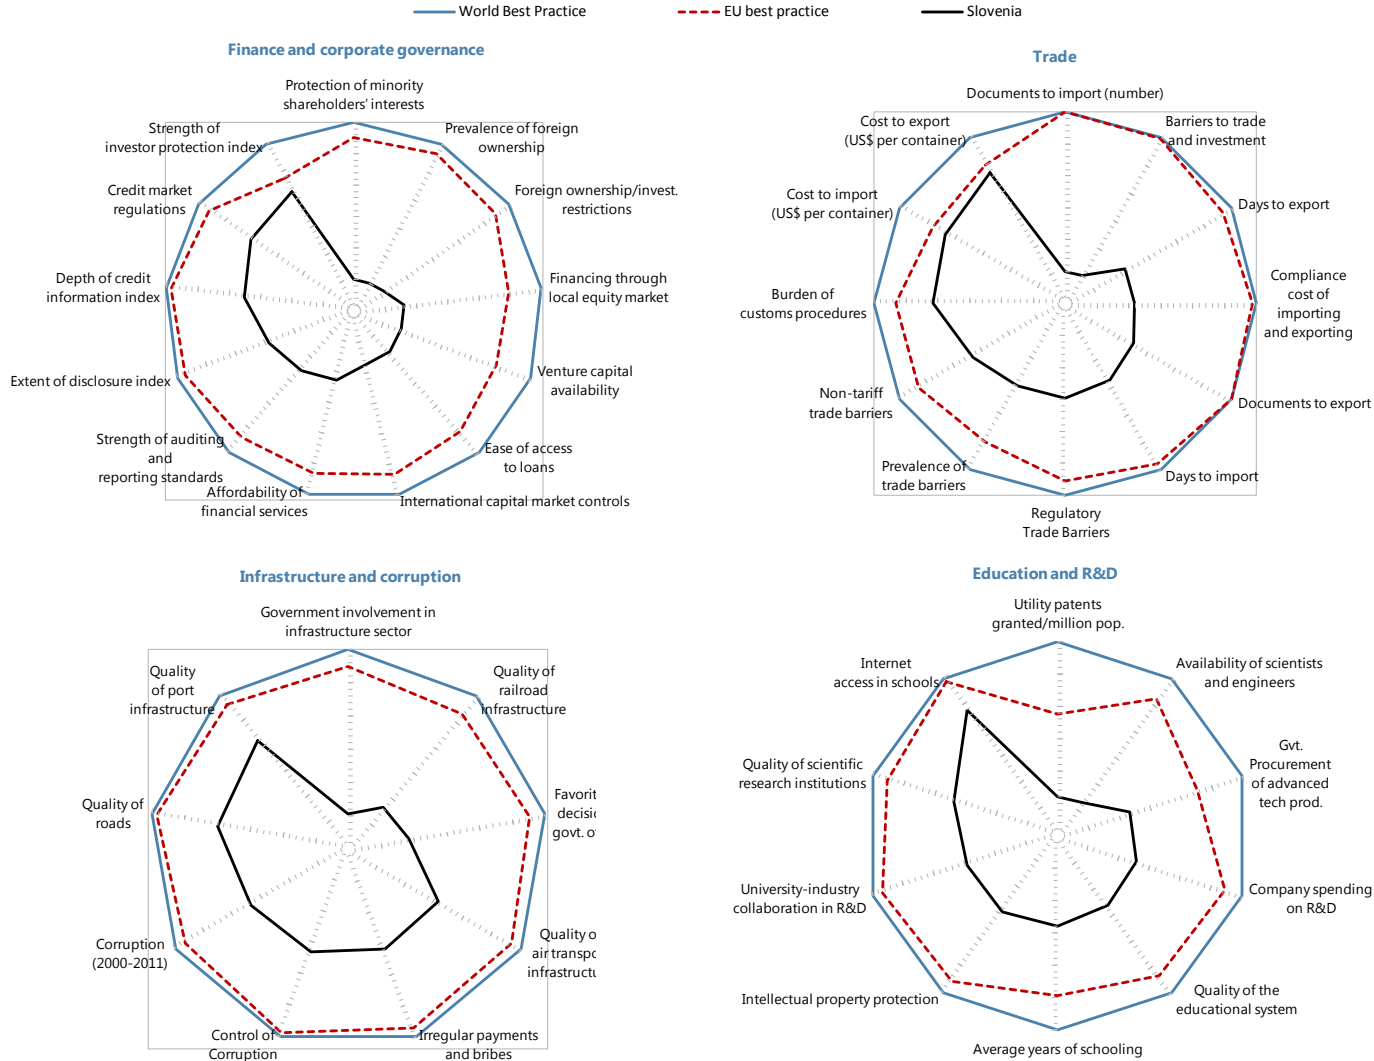 World Best Practice
EU best practice
Slovenia
Finance and corporate governance
Protection of minority
shareholders' interests
Prevalence of foreign
ownership
Foreign ownership/invest.
restrictions
Financing through
local equity market
Venture capital
availability
Ease of access
to loans
International capital market controls
Affordability of
financial services
Strength of auditing
and
reporting standards
Extent of disclosure index
Depth of credit
information index
Credit market
regulations
Strength of
investor protection index
Trade
Documents to import (number)
Barriers to trade
and investment
Days to export
Compliance
cost of
importing
and exporting
Documents to export
Days to import
Regulatory
Trade Barriers
Prevalence of
trade barriers
Non-tariff
trade barriers
Burden of
customs procedures
Cost to import
(US$ per container)
Cost to export
(US$ per container)
Infrastructure and corruption
Government involvement in
infrastructure sector
Quality of
railroad
infrastructure
Favorit
decisi
govt. o
Quality o
air transpo
infrastructu
Irregular payments
and bribes
Control of
Corruption
Corruption
(2000-2011)
Quality of
roads
Quality
of port
infrastructure
Education and R&D
Utility patents
granted/million pop.
Availability of scientists
and engineers
Gvt.
Procurement
of advanced
tech prod.
Company spending
on R&D
Quality of the
educational system
Average years of schooling
Intellectual property protection
University-industry
collaboration in R&D
Quality of scientific
research institutions
Internet
access in schools